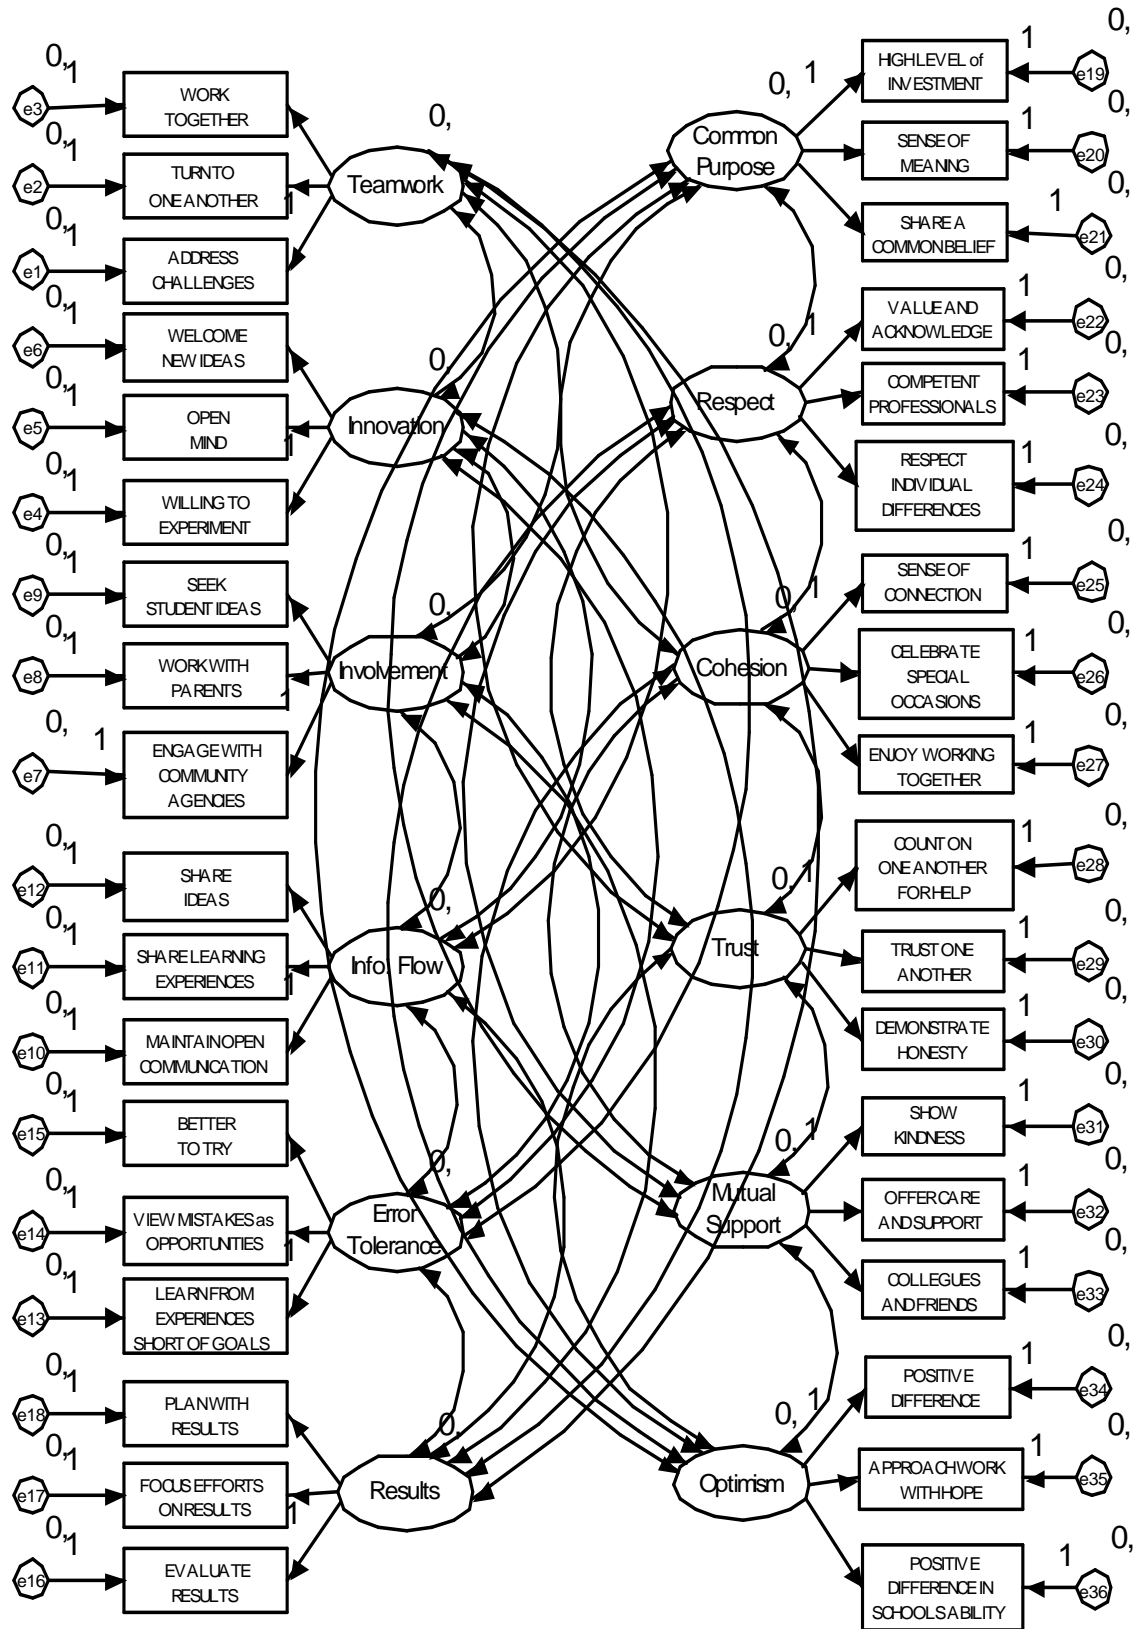 0,
1
e3
WORK
TOGETHER
0,
1
e2
TURN TO
ONE ANOTHER
1
0,
1
e1
ADDRESS
CHALLENGES
0,
Teamwork
0,
1
e6
WELCOME
NEW IDEAS
0,
1
e5
OPEN
MIND
1
0,
1
e4
WILLING TO
EXPERIMENT
0,
Innovation
0,
1
e9
SEEK
STUDENT IDEAS
0,
1
e8
WORK WITH
PARENTS
1
0,
1
e7
ENGAGE WITH
COMMUNITY
AGENCIES
0,
Involvement
0,
1
e12
SHARE
IDEAS
0,
1
e11
SHARE LEARNING
EXPERIENCES
1
0,
1
e10
MAINTAIN OPEN
COMMUNICATION
0,
Info. Flow
0,
1
e15
BETTER
TO TRY
0,
1
e14
VIEW MISTAKES as
OPPORTUNITIES
1
0,
1
e13
LEARN FROM
EXPERIENCES
SHORT OF GOALS
0,
Error
Tolerance
0,
1
e18
PLAN WITH
RESULTS
0,
1
e17
FOCUS EFFORTS
ON RESULTS
1
0,
1
e16
EVALUATE
RESULTS
0,
Results
0,
1
Common
Purpose
HIGH LEVEL of
INVESTMENT
1
0,
e19
SENSE OF
MEANING
1
0,
e20
SHARE A
COMMON BELIEF
1
0,
e21
0,
1
Respect
VALUE AND
ACKNOWLEDGE
1
0,
e22
COMPETENT
PROFESSIONALS
1
0,
e23
RESPECT
INDIVIDUAL
DIFFERENCES
1
0,
e24
0,
1
Cohesion
SENSE OF
CONNECTION
1
0,
e25
CELEBRATE
SPECIAL
OCCASIONS
1
0,
e26
ENJOY WORKING
TOGETHER
1
0,
e27
0,
1
Trust
COUNT ON
ONE ANOTHER
FOR HELP
1
0,
e28
TRUST ONE
ANOTHER
1
0,
e29
DEMONSTRATE
HONESTY
1
0,
e30
0,
1
Mutual
Support
SHOW
KINDNESS
1
0,
e31
OFFER CARE
AND SUPPORT
1
0,
e32
COLLEGUES
AND FRIENDS
1
0,
e33
0,
1
Optimism
POSITIVE
DIFFERENCE
1
0,
e34
APPROACH WORK
WITH HOPE
1
0,
e35
POSITIVE
DIFFERENCE IN
SCHOOLS ABILITY
1
0,
e36